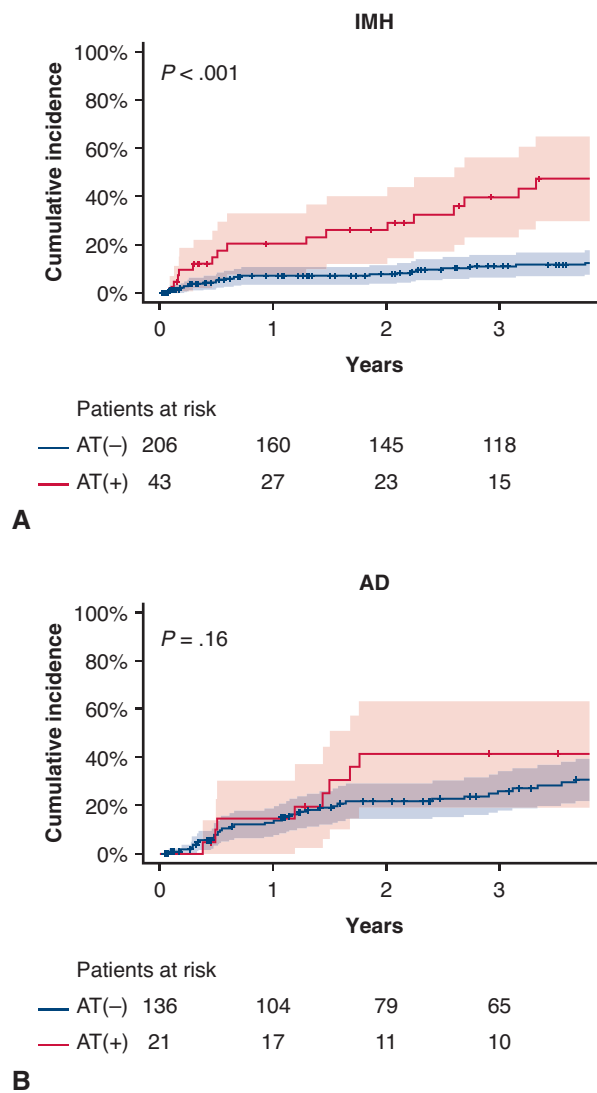 IMH
100%
P < .001
80%
60%
40%
20%
0%
Cumulative incidence
0 1 2 3
Years
Patients at risk
AT(–) 206 160 145 118
AT(+) 43 27 23 15
A
AD
100%
P = .16
80%
60%
40%
20%
0%
Cumulative incidence
0 1 2 3
Years
Patients at risk
AT(–) 136 104 79 65
AT(+) 21 17 11 10
B